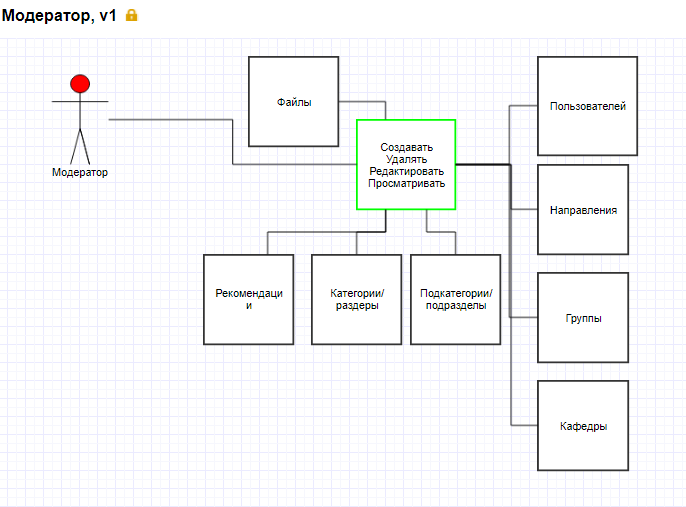 Модератор, v1
Файлы
Пользователей
Создавать
Удалять
Редактировать
Просматривать
Модератор
Направления
Рекомендаци
и
Категории/
раздеры
Подкатегории/
подразделы
Группы
Кафедры